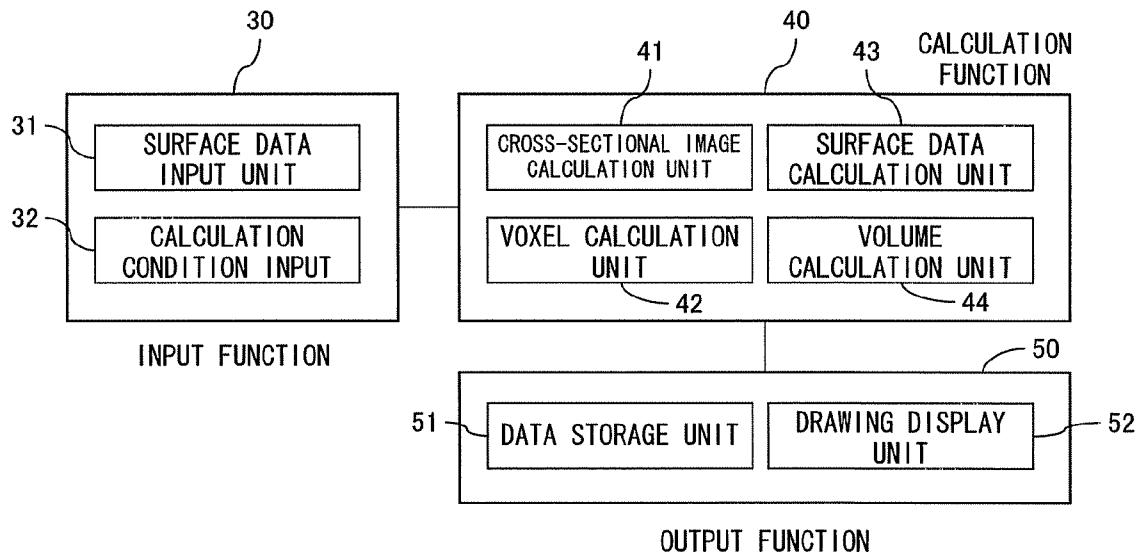 30
40
CALCULATION
FUNCTION
41
43
31
SURFACE DATA
INPUT UNIT
CROSS-SECTIONAL IMAGE
CALCULATION UNIT
SURFACE DATA
CALCULATION UNIT
32
CALCULATION
CONDITION INPUT
VOXEL CALCULATION
UNIT
VOLUME
CALCULATION UNIT
42
44
INPUT FUNCTION
50
51
DATA STORAGE UNIT
DRAWING DISPLAY
UNIT
52
OUTPUT FUNCTION